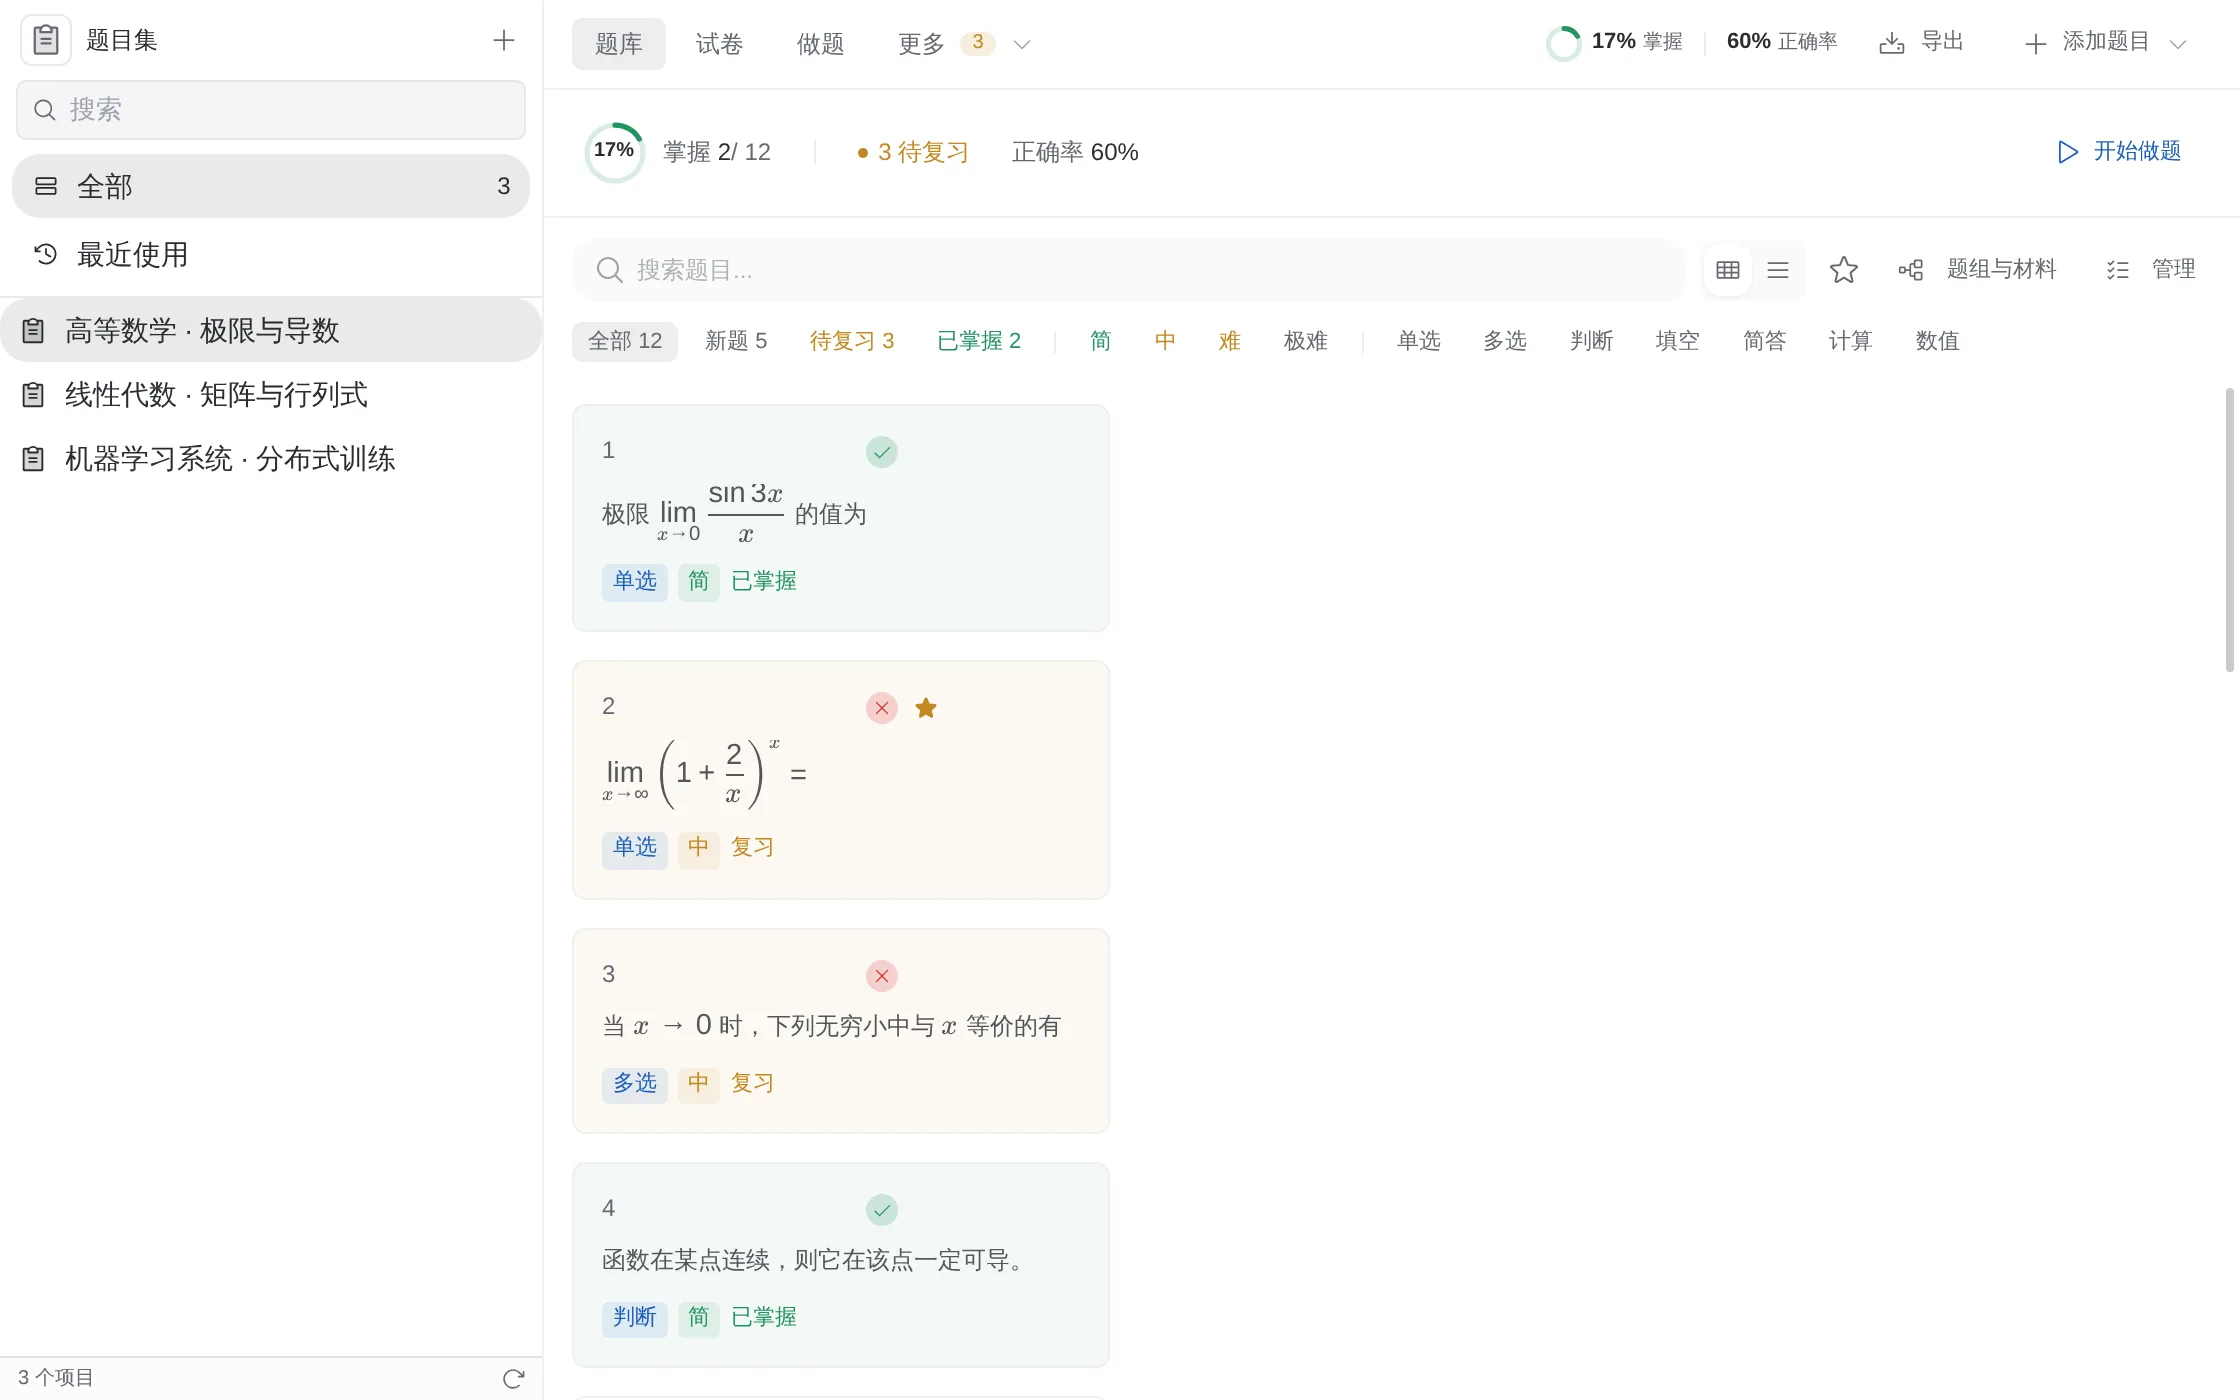 题目集
搜索
全部 3
最近使用
高等数学 · 极限与导数
线性代数 · 矩阵与行列式
机器学习系统 · 分布式训练
3 个项目
题库 试卷 做题 更多 3
17% 掌握 60% 正确率 导出 添加题目
17% 掌握 2/ 12 3 待复习 正确率 60% 开始做题
搜索题目... 题组与材料 管理
全部 12 新题 5 待复习 3 已掌握 2 简 中 难 极难 单选 多选 判断 填空 简答 计算 数值
1
极限 lim x→0 sin 3x / x 的值为
单选 简 已掌握
2
lim x→∞ (1 + 2/x)^x =
单选 中 复习
3
当 x → 0 时，下列无穷小中与 x 等价的有
多选 中 复习
4
函数在某点连续，则它在该点一定可导。
判断 简 已掌握